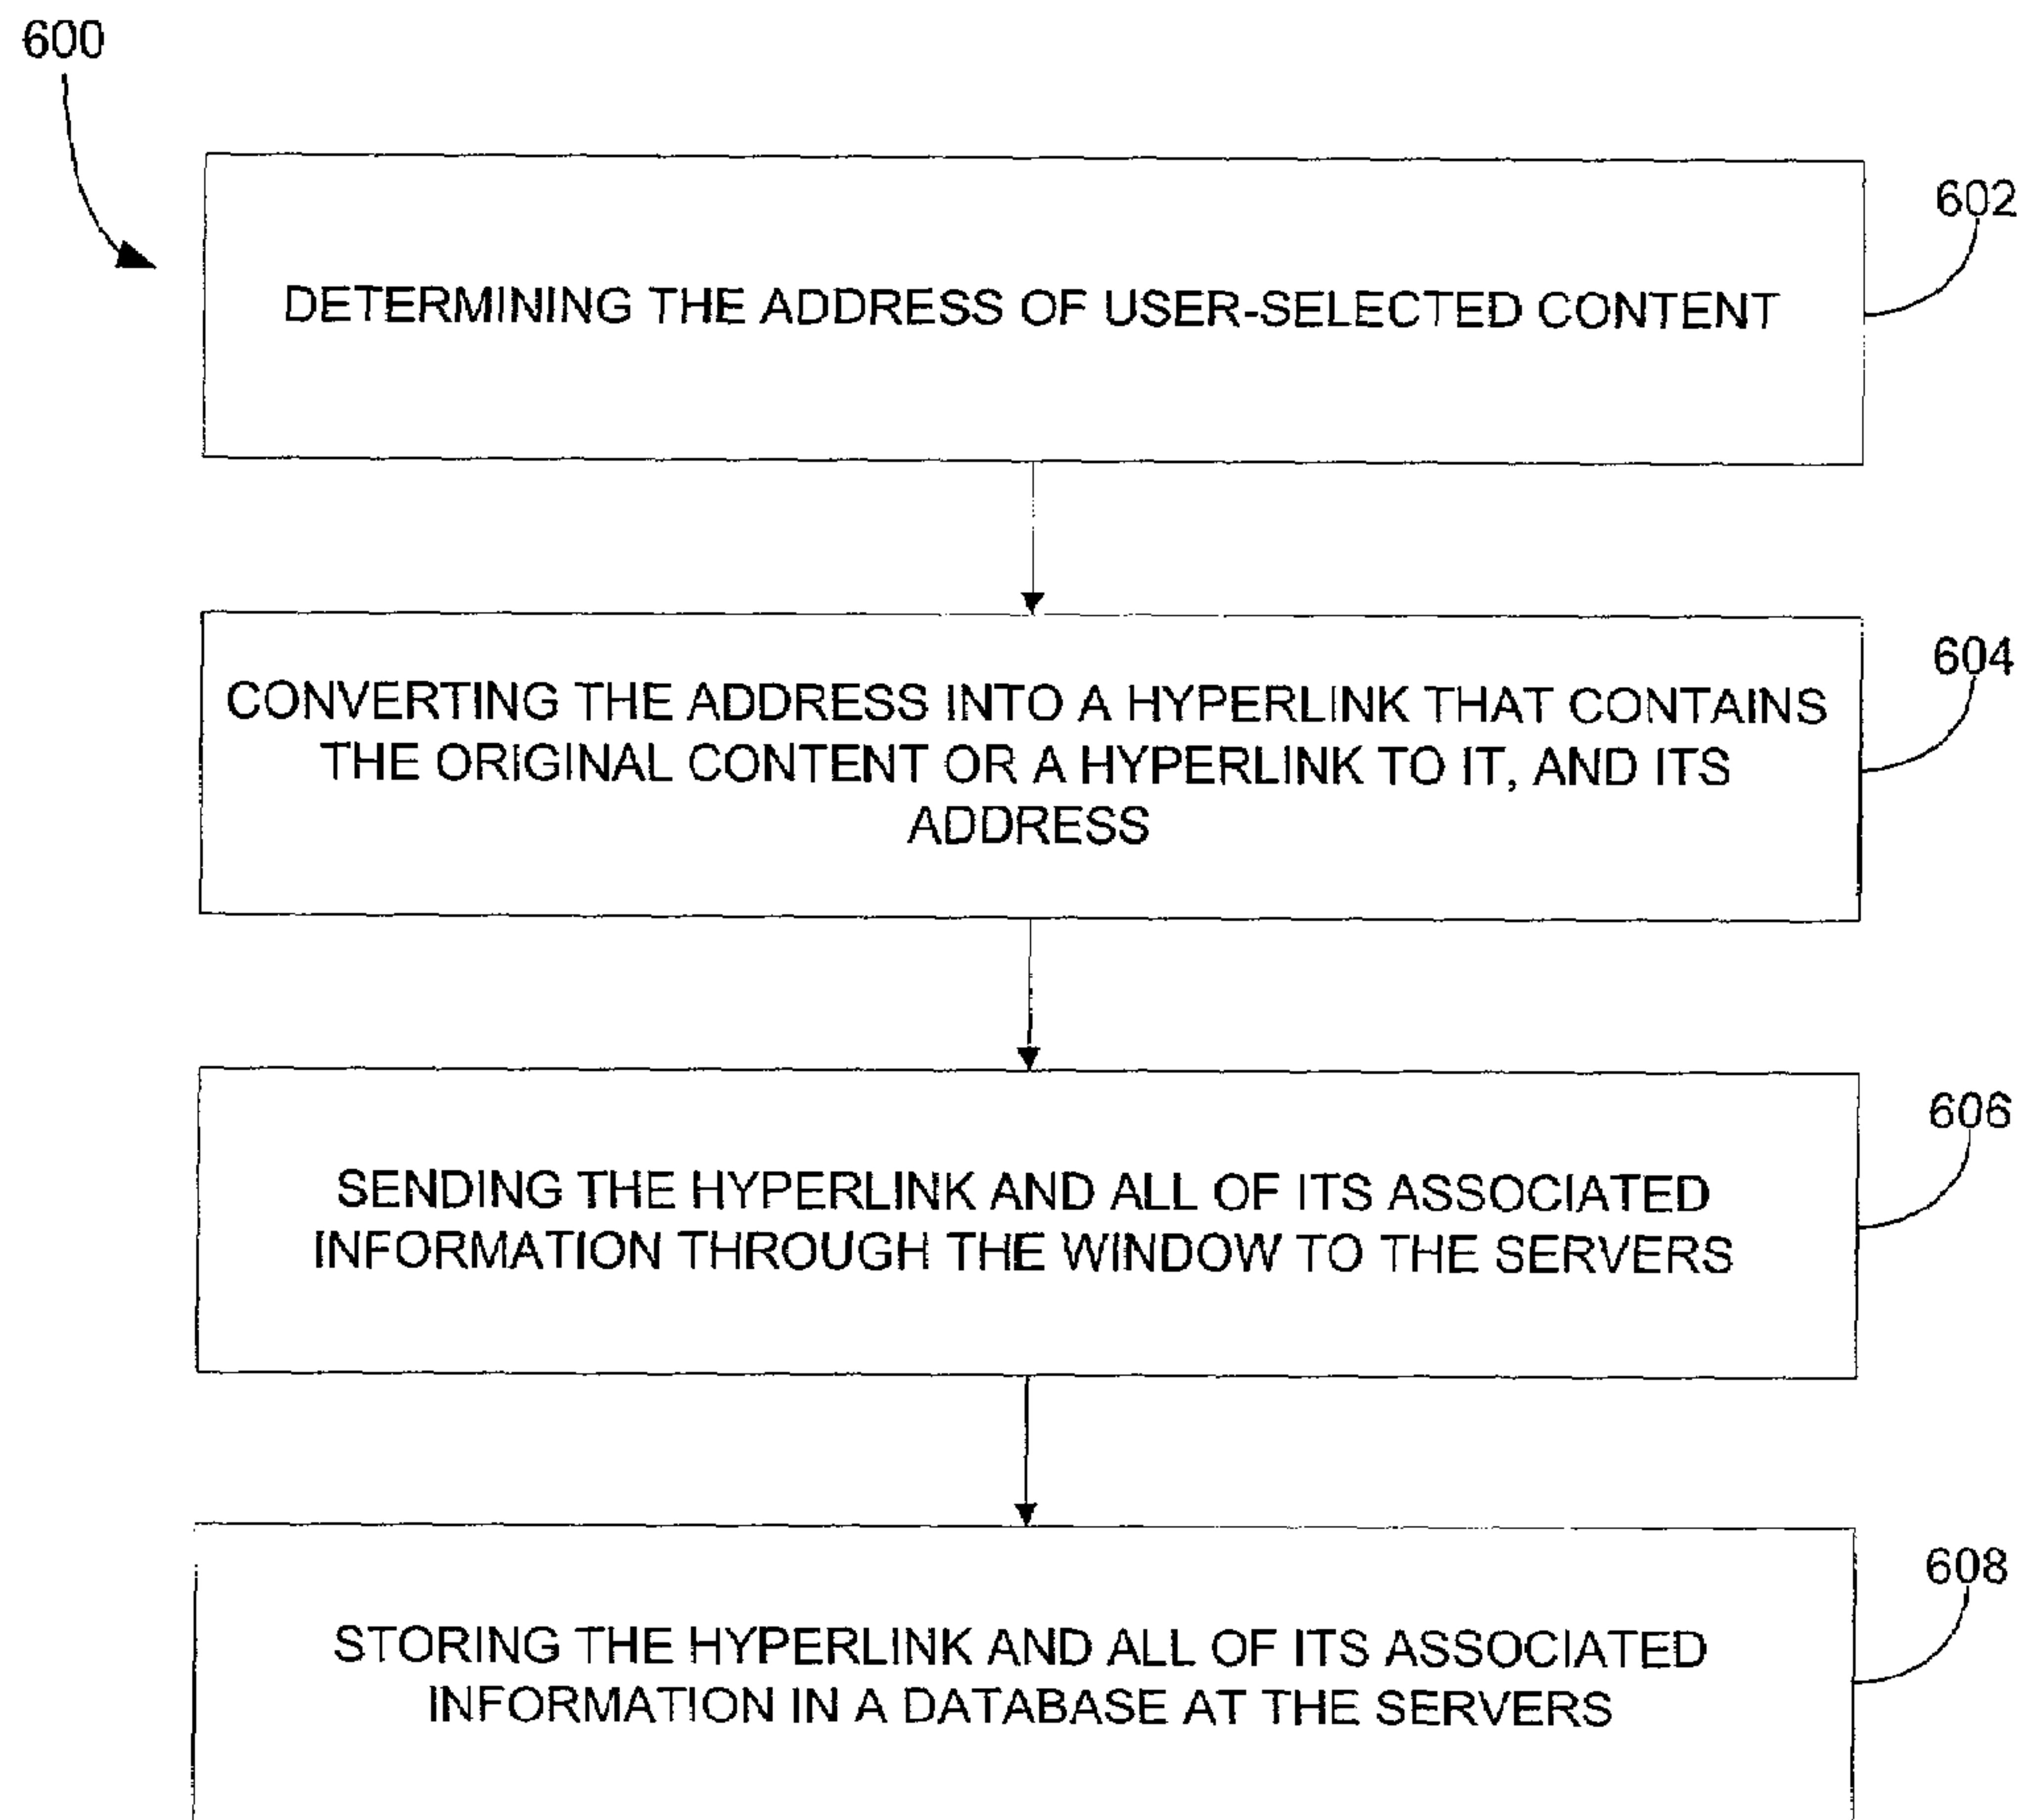 600
602
DETERMINING THE ADDRESS OF USER-SELECTED CONTENT
604
CONVERTING THE ADDRESS INTO A HYPERLINK THAT CONTAINS
THE ORIGINAL CONTENT OR A HYPERLINK TO IT, AND ITS
ADDRESS
606
SENDING THE HYPERLINK AND ALL OF ITS ASSOCIATED
INFORMATION THROUGH THE WINDOW TO THE SERVERS
608
STORING THE HYPERLINK AND ALL OF ITS ASSOCIATED
INFORMATION IN A DATABASE AT THE SERVERS